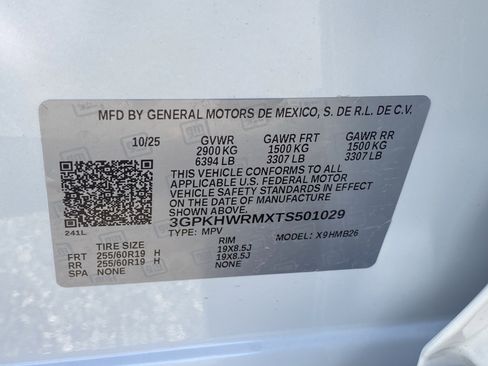 MFD BY GENERAL MOTORS DE MEXICO, S. DE R.L. DE C.V.
10/25 GVWR GAWR FRT GAWR RR
2900 KG 1500 KG 1500 KG
6394 LB 3307 LB 3307 LB
THIS VEHICLE CONFORMS TO ALL
APPLICABLE U.S. FEDERAL MOTOR
VEHICLE SAFETY STANDARDS IN EFFECT
ON THE DATE OF MANUFACTURE SHOWN ABOVE.
3GPKHWRMXTS501029
TYPE: MPV MODEL: X9HMB26
241L
TIRE SIZE RIM
FRT 255/60R19 H 19X8.5J
RR 255/60R19 H 19X8.5J
SPA NONE NONE